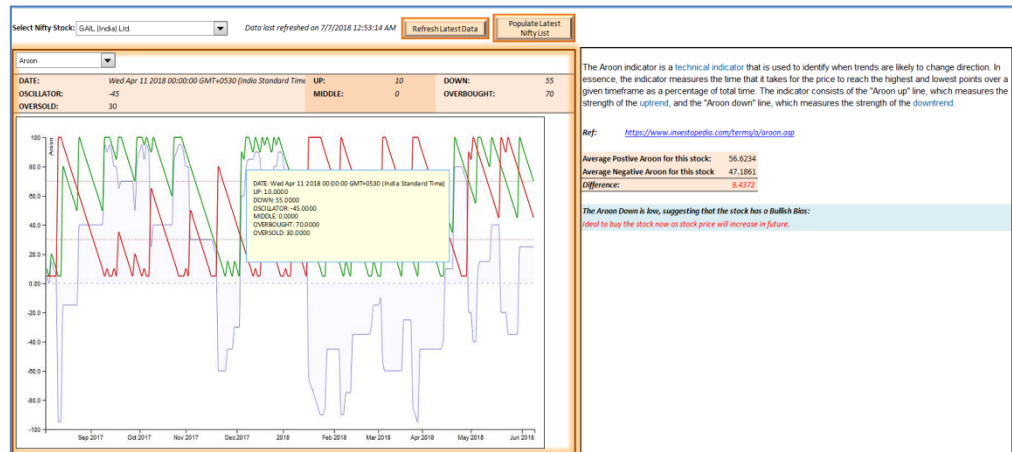 Select Nifty Stock: GAIL (India) Ltd.
Data last refreshed on 7/7/2018 12:53:14 AM
Refresh Latest Data
Populate Latest
Nifty List
Aroon
DATE: Wed Apr 11 2018 00:00:00 GMT+0530 (India Standard Time UP: 10 DOWN: 55
OSCILLATOR: -45 MIDDLE: 0 OVERBOUGHT: 70
OVERSOLD: 30
Aroon
100
80.0
60.0
40.0
20.0
0.00
-20.0
-40.0
-60.0
-80.0
-100
DATE: Wed Apr 11 2018 00:00:00 GMT+0530 (India Standard Time)
UP: 10.0000
DOWN: 55.0000
OSCILLATOR: -45.0000
MIDDLE: 0.0000
OVERBOUGHT: 70.0000
OVERSOLD: 30.0000
Sep 2017 Oct 2017 Nov 2017 Dec 2017 2018 Feb 2018 Mar 2018 Apr 2018 May 2018 Jun 2018
The Aroon indicator is a technical indicator that is used to identify when trends are likely to change direction. In
essence, the indicator measures the time that it takes for the price to reach the highest and lowest points over a
given timeframe as a percentage of total time. The indicator consists of the "Aroon up" line, which measures the
strength of the uptrend, and the "Aroon down" line, which measures the strength of the downtrend.
Ref: https://www.investopedia.com/terms/a/aroon.asp
Average Postive Aroon for this stock: 56.6234
Average Negative Aroon for this stock 47.1861
Difference: 9.4372
The Aroon Down is low, suggesting that the stock has a Bullish Bias:
Ideal to buy the stock now as stock price will increase in future.